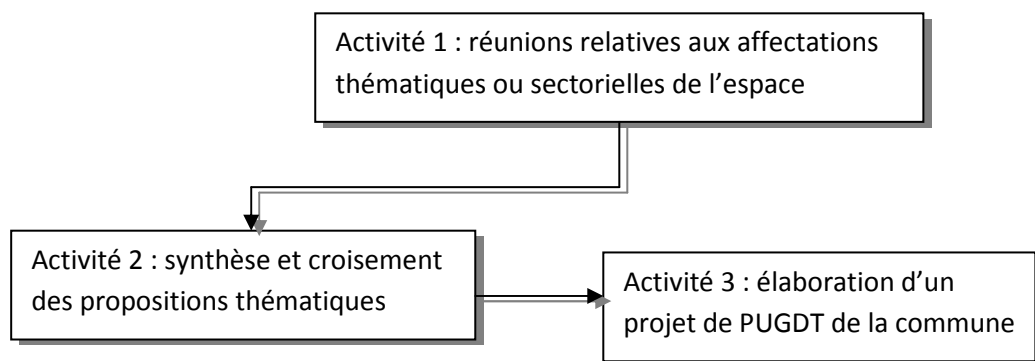 Activité 1 : réunions relatives aux affectations
thématiques ou sectorielles de l’espace
Activité 2 : synthèse et croisement
des propositions thématiques
Activité 3 : élaboration d’un
projet de PUGDT de la commune